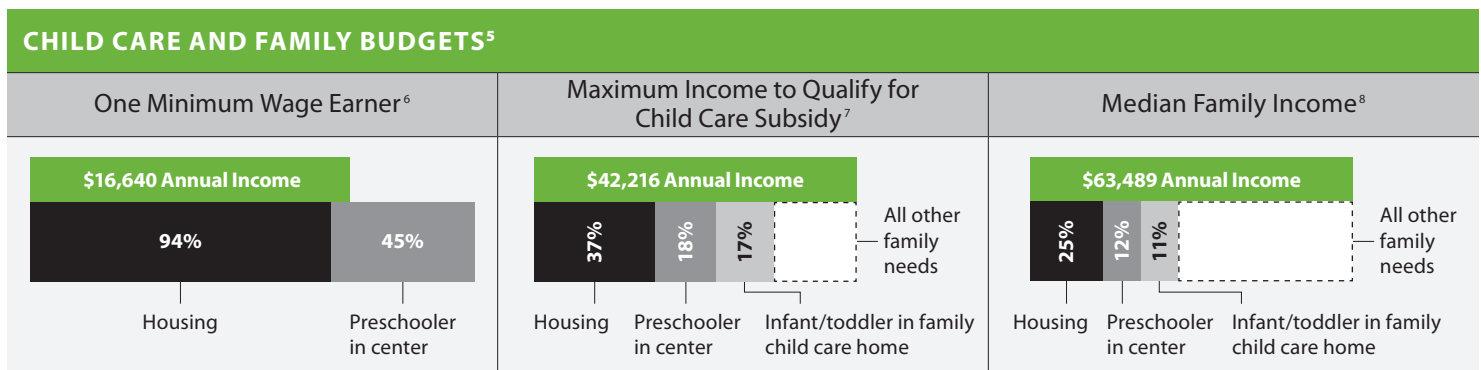 CHILD CARE AND FAMILY BUDGETS⁵
One Minimum Wage Earner⁶
$16,640 Annual Income
94%
45%
Housing
Preschooler
in center
Maximum Income to Qualify for
Child Care Subsidy⁷
$42,216 Annual Income
37%
18%
17%
All other
family
needs
Housing
Preschooler
in center
Infant/toddler in family
child care home
Median Family Income⁸
$63,489 Annual Income
25%
12%
11%
All other
family
needs
Housing
Preschooler
in center
Infant/toddler in family
child care home